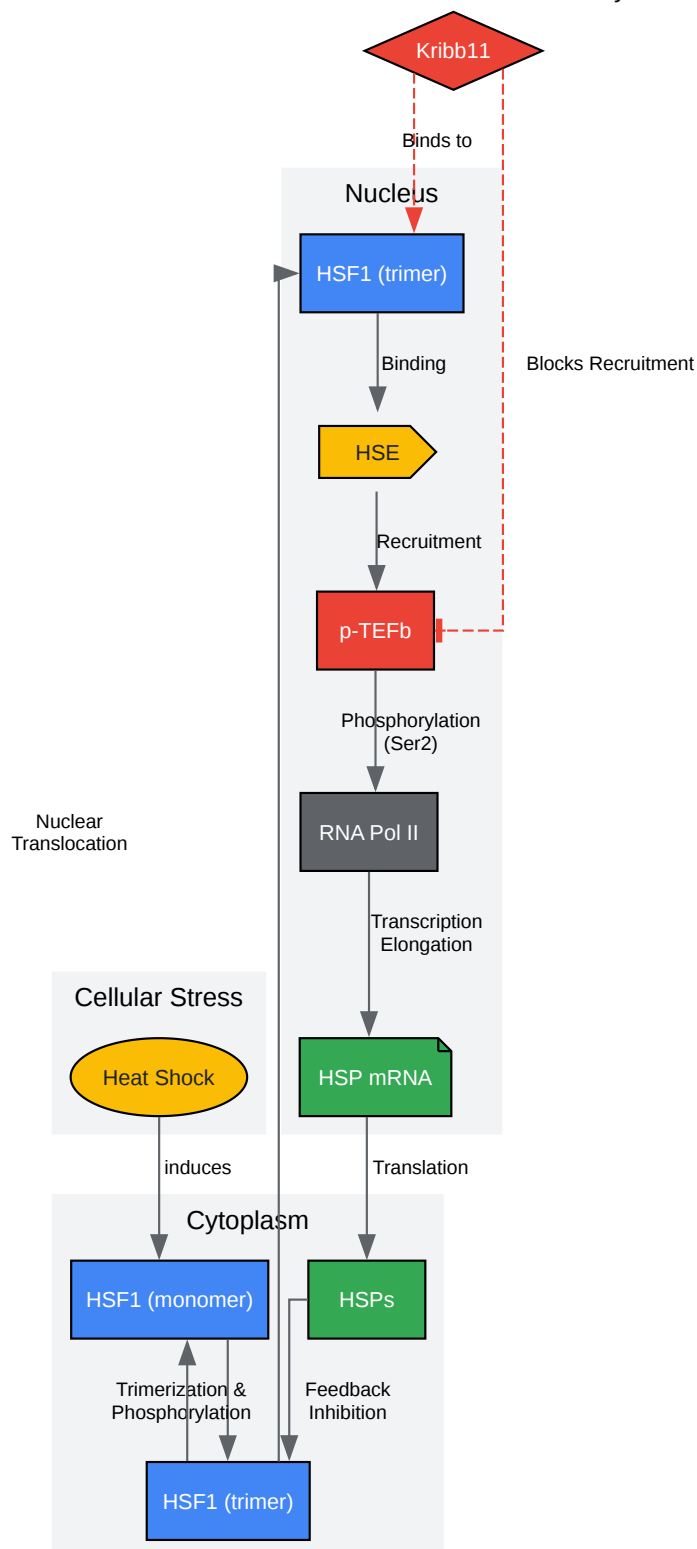 Kribb11
Binds to
Nucleus
HSF1 (trimer)
Binding
Blocks Recruitment
HSE
Recruitment
p-TEFb
Phosphorylation
(Ser2)
Nuclear
Translocation
RNA Pol II
Transcription
Elongation
Cellular Stress
Heat Shock
HSP mRNA
induces
Translation
Cytoplasm
HSF1 (monomer)
HSPs
Trimerization &
Phosphorylation
Feedback
Inhibition
HSF1 (trimer)